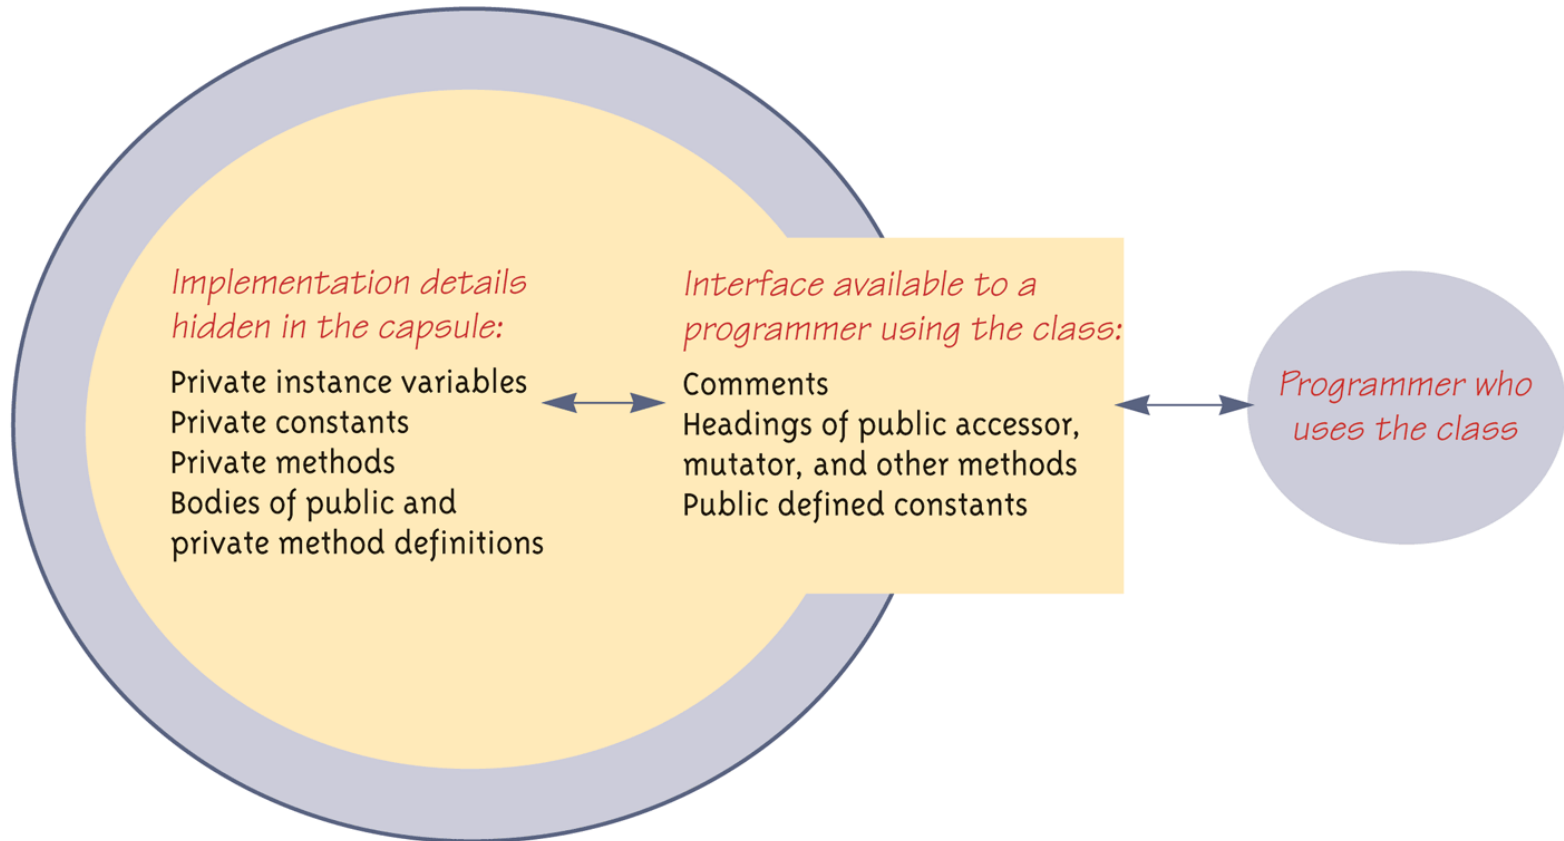 Implementation details
hidden in the capsule:
Private instance variables
Private constants
Private methods
Bodies of public and
private method definitions
Interface available to a
programmer using the class:
Comments
Headings of public accessor,
mutator, and other methods
Public defined constants
Programmer who
uses the class